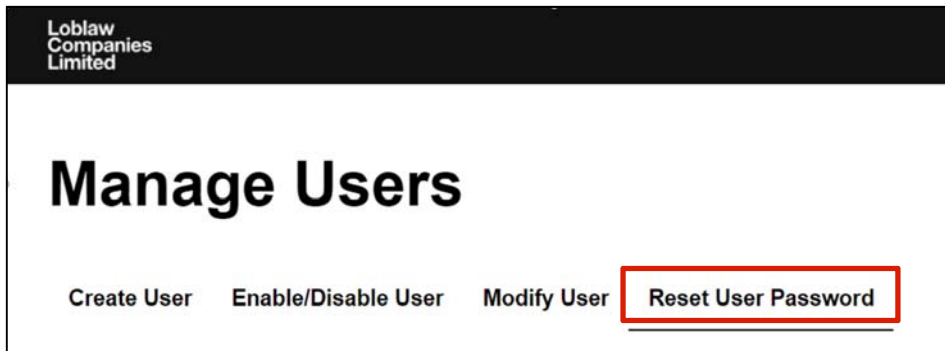 Loblaw
Companies
Limited
Manage Users
Create User Enable/Disable User Modify User Reset User Password